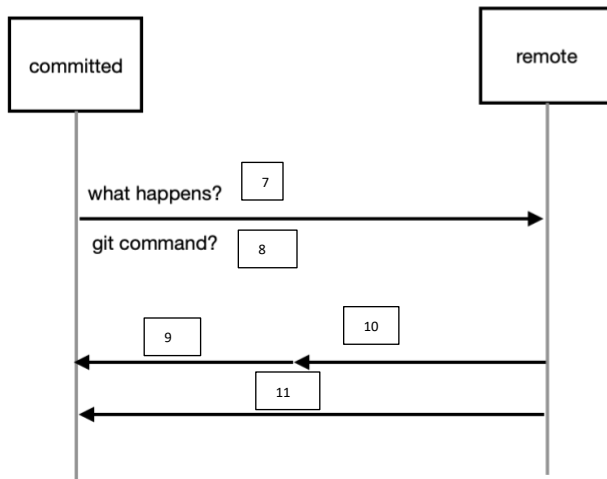 committed
remote
what happens?
7
git command?
8
9
10
11